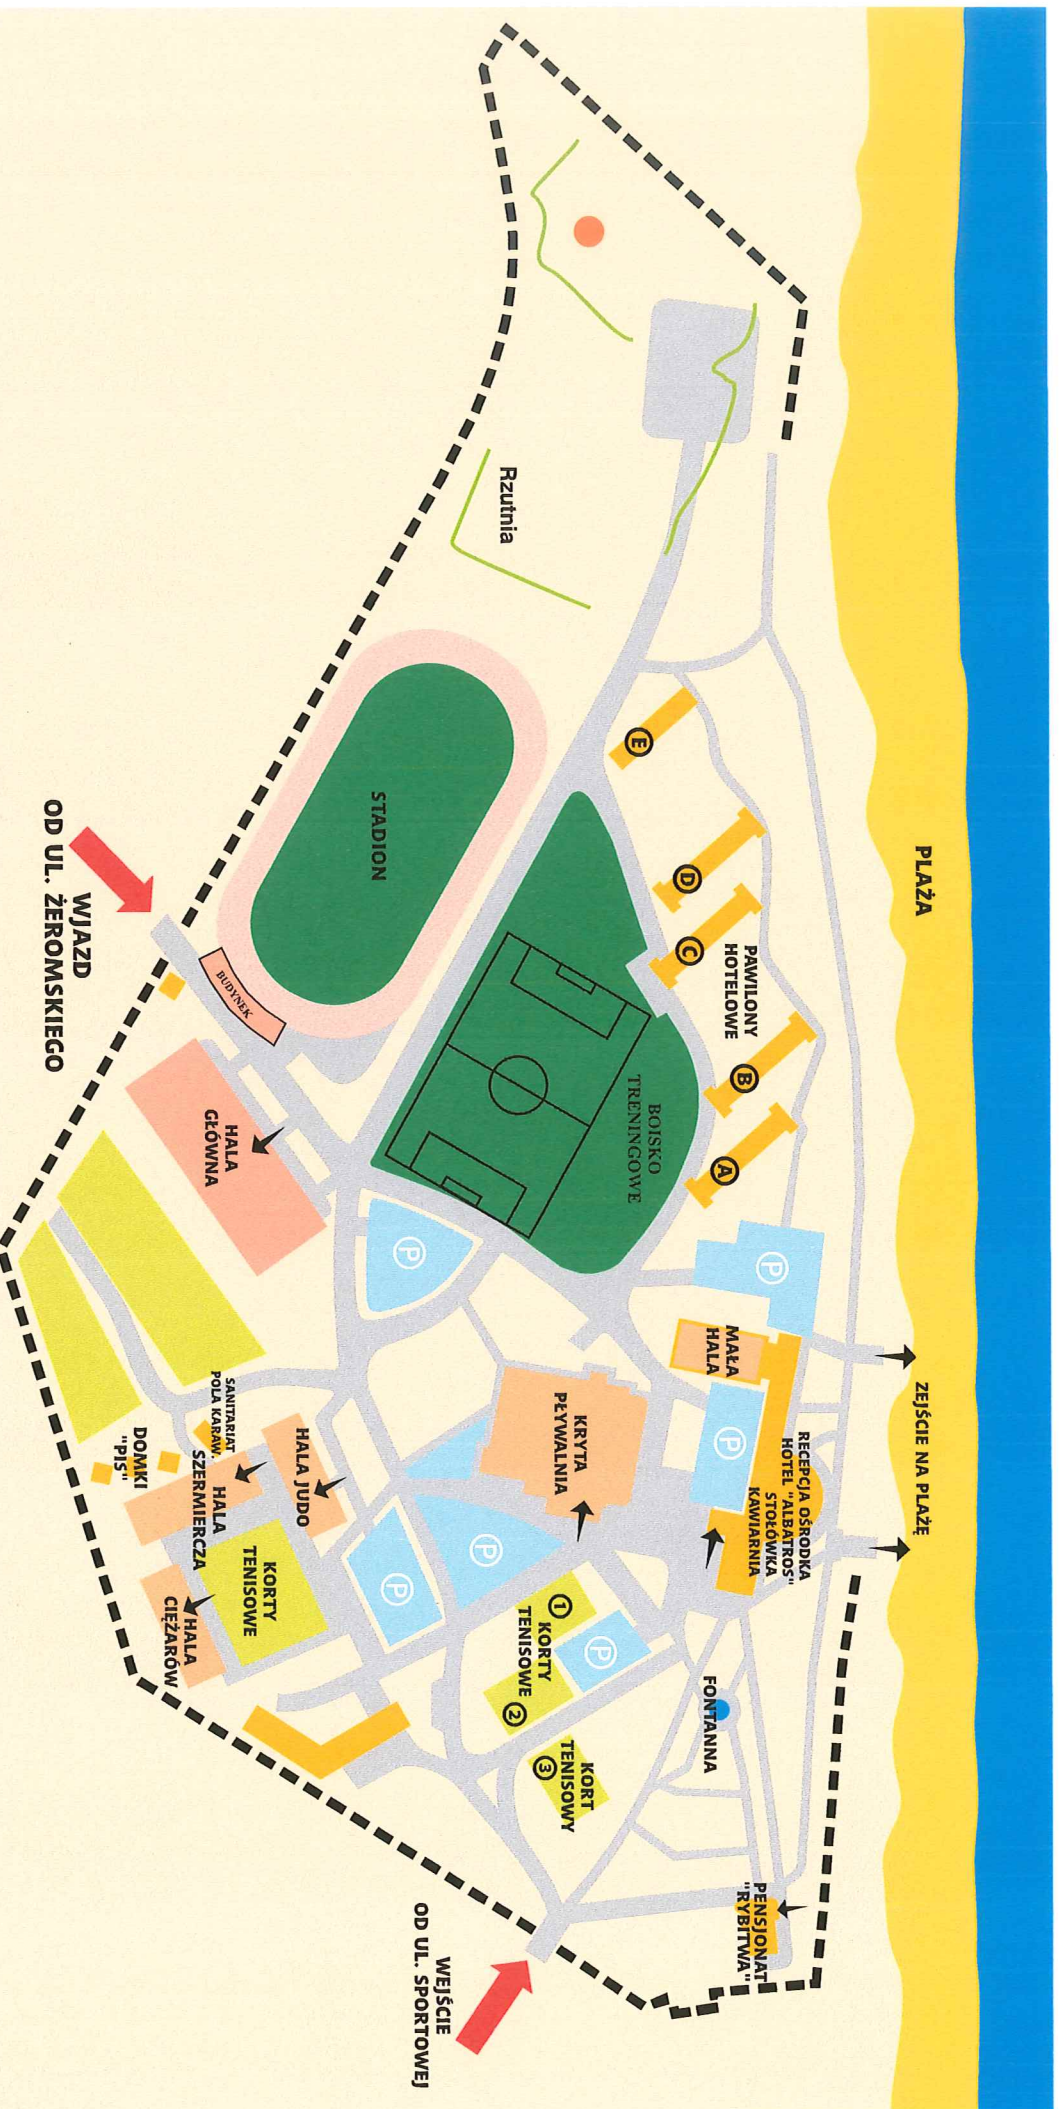 PLAŻA
ZEJŚCIE NA PLAŻĘ
Rzutnia
E
D
C
PAWILONY
HOTELOWE
B
A
STADION
BOISKO
TRENINGOWE
BUDYNEK
WJAZD
OD UL. ŻEROMSKIEGO
HALA
GŁÓWNA
P
P
MAŁA
HALA
P
RECEPCJA OŚRODKA
HOTEL "ALBATROS"
STOŁÓWKA
KAWIARNIA
KRYTA
PŁYWALNIA
SANITARIAT
POLA KARAW.
DOMKI
"PIS"
HALA JUDO
HALA
SZERMIERCZA
KORTY
TENISOWE
HALA
CIĘŻARÓW
P
P
P
1
KORTY
TENISOWE
2
KORT
TENISOWY
3
FONTANNA
PENSJONAT
"RYBITWA"
WEJŚCIE
OD UL. SPORTOWEJ